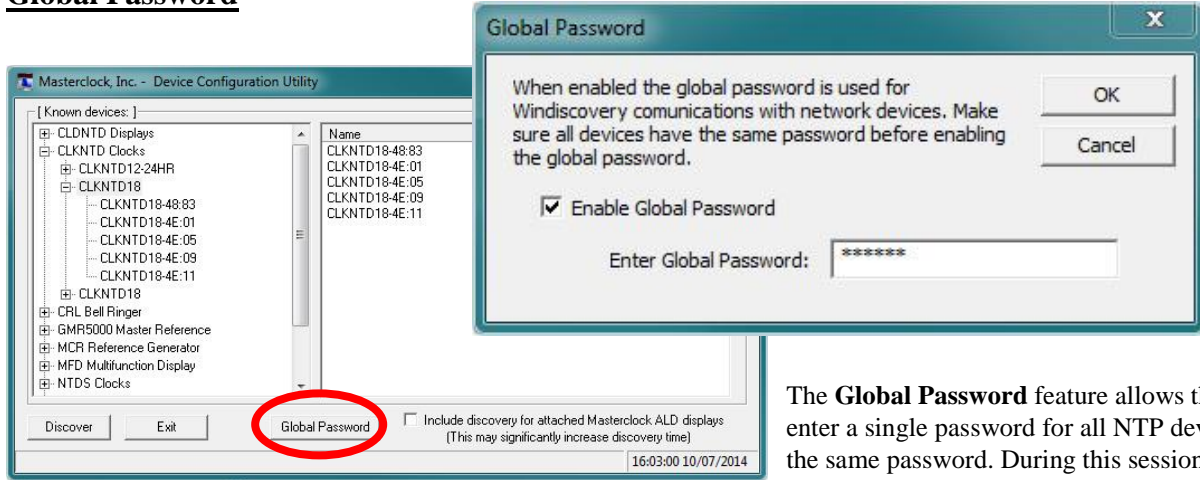 Global Password
Masterclock, Inc. - Device Configuration Utility
[ Known devices: ]
CLDNTD Displays
CLKNTD Clocks
CLKNTD12-24HR
CLKNTD18
CLKNTD18-48:83
CLKNTD18-4E:01
CLKNTD18-4E:05
CLKNTD18-4E:09
CLKNTD18-4E:11
CLKNTD18
CRL Bell Ringer
GMR5000 Master Reference
MCR Reference Generator
MFD Multifunction Display
NTDS Clocks
Name
CLKNTD18-48:83
CLKNTD18-4E:01
CLKNTD18-4E:05
CLKNTD18-4E:09
CLKNTD18-4E:11
Discover
Exit
Global Password
Include discovery for attached Masterclock ALD displays
(This may significantly increase discovery time)
16:03:00 10/07/2014
Global Password
X
When enabled the global password is used for
Windiscovery comunications with network devices. Make
sure all devices have the same password before enabling
the global password.
OK
Cancel
Enable Global Password
Enter Global Password:
******
The Global Password feature allows
enter a single password for all NTP
the same password. During this session